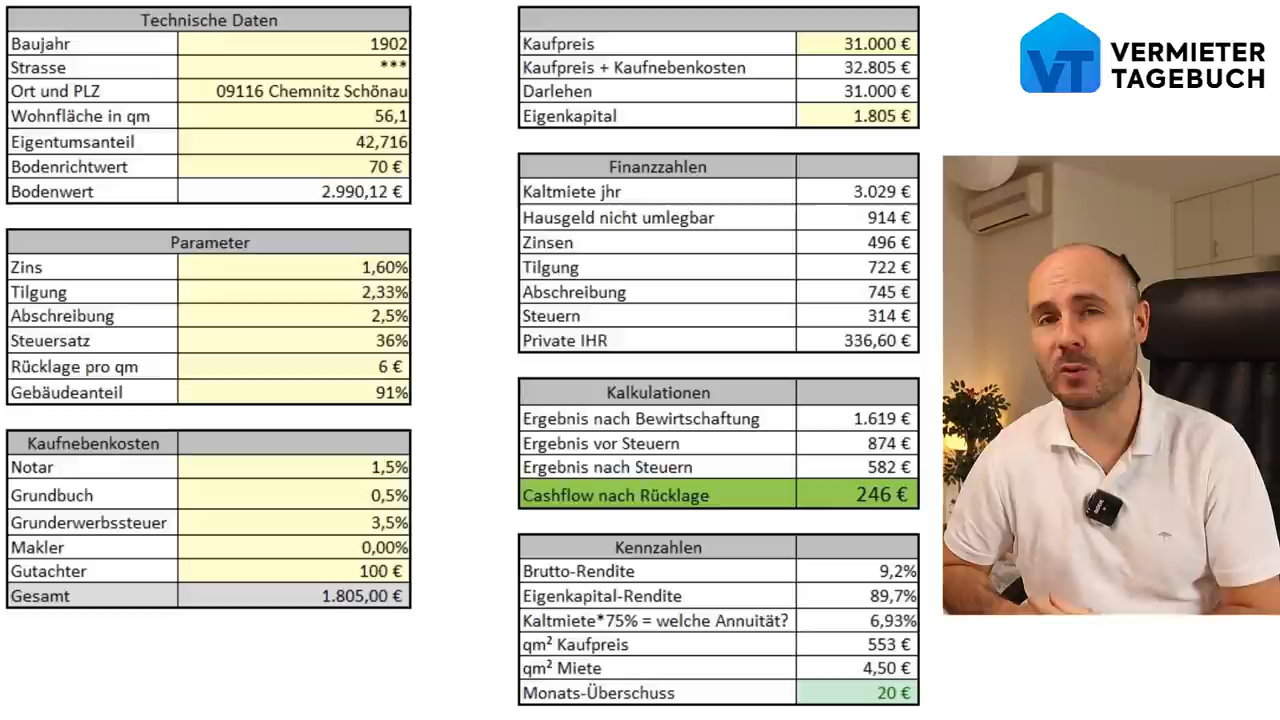 Technische Daten
Baujahr 1902
Strasse ***
Ort und PLZ 09116 Chemnitz Schönau
Wohnfläche in qm 56,1
Eigentumsanteil 42,716
Bodenrichtwert 70 €
Bodenwert 2.990,12 €
Parameter
Zins 1,60%
Tilgung 2,33%
Abschreibung 2,5%
Steuersatz 36%
Rücklage pro qm 6 €
Gebäudeanteil 91%
Kaufnebenkosten
Notar 1,5%
Grundbuch 0,5%
Grunderwerbssteuer 3,5%
Makler 0,00%
Gutachter 100 €
Gesamt 1.805,00 €
Kaufpreis 31.000 €
Kaufpreis + Kaufnebenkosten 32.805 €
Darlehen 31.000 €
Eigenkapital 1.805 €
Finanzzahlen
Kaltmiete jhr 3.029 €
Hausgeld nicht umlegbar 914 €
Zinsen 496 €
Tilgung 722 €
Abschreibung 745 €
Steuern 314 €
Private IHR 336,60 €
Kalkulationen
Ergebnis nach Bewirtschaftung 1.619 €
Ergebnis vor Steuern 874 €
Ergebnis nach Steuern 582 €
Cashflow nach Rücklage 246 €
Kennzahlen
Brutto-Rendite 9,2%
Eigenkapital-Rendite 89,7%
Kaltmiete*75% = welche Annuität? 6,93%
qm² Kaufpreis 553 €
qm² Miete 4,50 €
Monats-Überschuss 20 €
VT
VERMIETER
TAGEBUCH